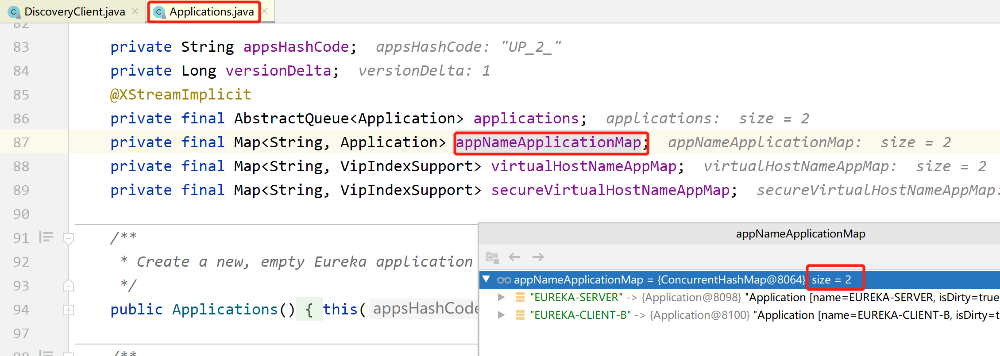 DiscoveryClient.java
Applications.java
82
83 private String appsHashCode; appsHashCode: "UP_2_"
84 private Long versionDelta; versionDelta: 1
85 @XStreamImplicit
86 private final AbstractQueue<Application> applications; applications: size = 2
87 private final Map<String, Application> appNameApplicationMap; appNameApplicationMap: size = 2
88 private final Map<String, VipIndexSupport> virtualHostNameAppMap; virtualHostNameAppMap: size = 2
89 private final Map<String, VipIndexSupport> secureVirtualHostNameAppMap; secureVirtualHostNameAppMap:
90
91 /**
92 * Create a new, empty Eureka application
93 */
94 public Applications() { this( appsHashCode
97
98 /**
appNameApplicationMap
appNameApplicationMap = {ConcurrentHashMap@8064} size = 2
"EUREKA-SERVER" -> {Application@8098} "Application [name=EUREKA-SERVER, isDirty=true,
"EUREKA-CLIENT-B" -> {Application@8100} "Application [name=EUREKA-CLIENT-B, isDirty=t